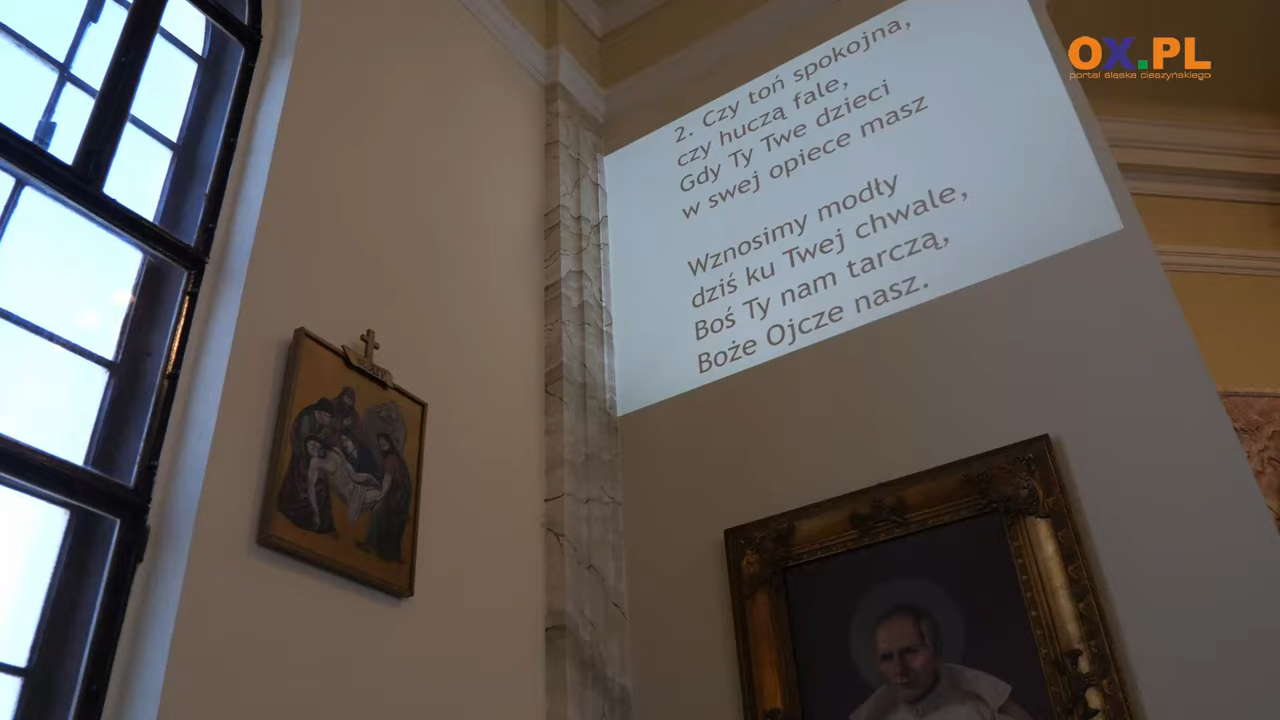 OX.PL
portal śląska cieszyńskiego
2. Czy toń spokojna,
czy huczą fale,
Gdy Ty Twe dzieci
w swej opiece masz
Wznosimy modły
dziś ku Twej chwale,
Boś Ty nam tarczą,
Boże Ojcze nasz.